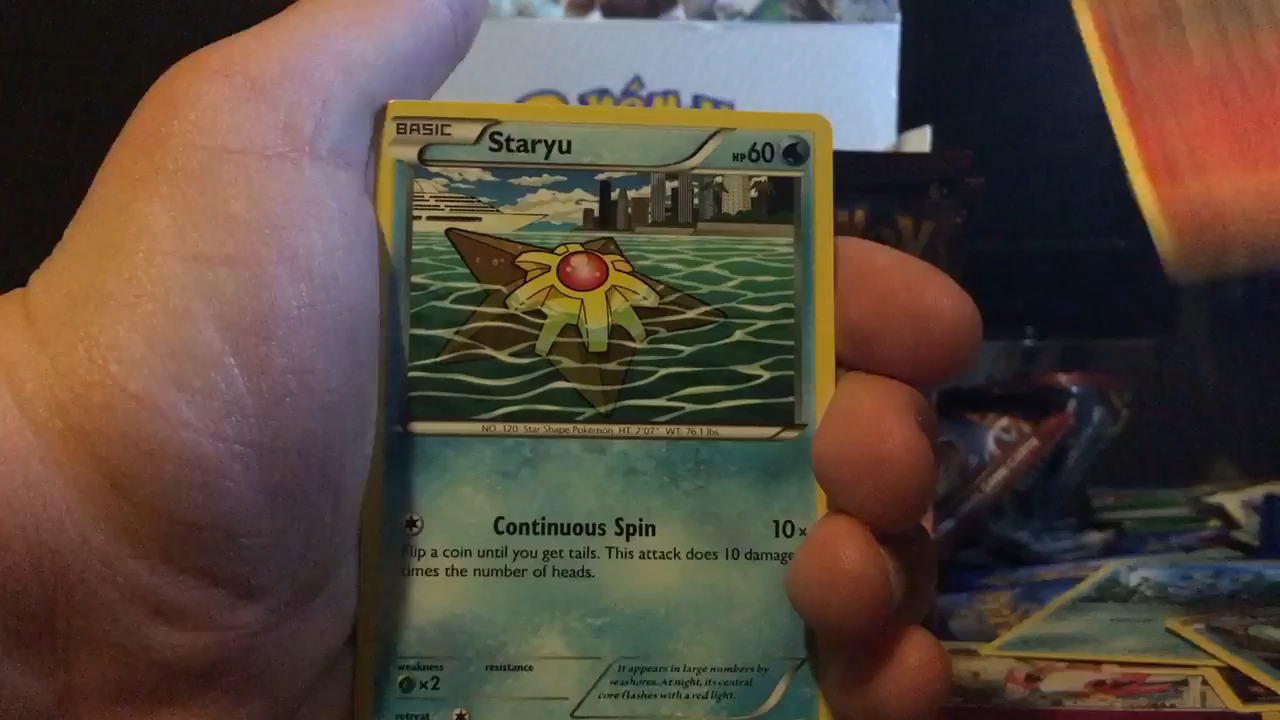 BASIC
Staryu
HP60
NO. 120 Star Shape Pokémon HT: 2'07" WT: 76.1 lbs.
Continuous Spin 10×
Flip a coin until you get tails. This attack does 10 damage
times the number of heads.
weakness
resistance
×2
It appears in large numbers by
seashores. At night, its central
core flashes with a red light.
retreat